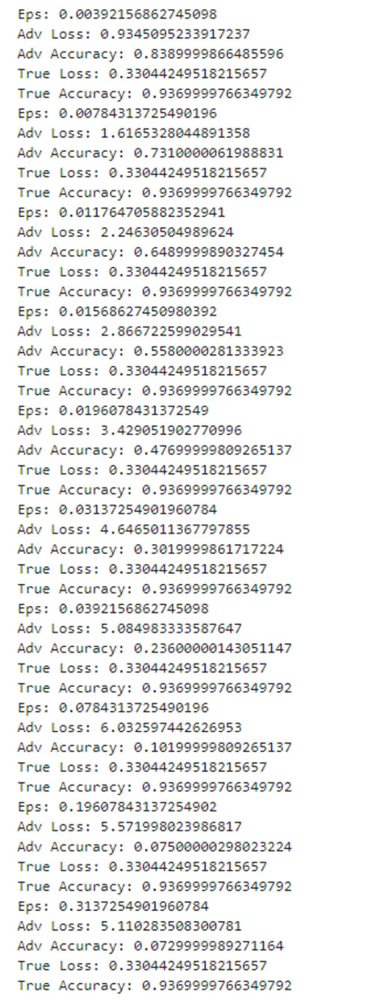 Eps: 0.00392156862745098
Adv Loss: 0.9345095233917237
Adv Accuracy: 0.8389999866485596
True Loss: 0.33044249518215657
True Accuracy: 0.9369999766349792
Eps: 0.00784313725490196
Adv Loss: 1.6165328044891358
Adv Accuracy: 0.7310000061988831
True Loss: 0.33044249518215657
True Accuracy: 0.9369999766349792
Eps: 0.011764705882352941
Adv Loss: 2.24630504989624
Adv Accuracy: 0.6489999890327454
True Loss: 0.33044249518215657
True Accuracy: 0.9369999766349792
Eps: 0.01568627450980392
Adv Loss: 2.866722599029541
Adv Accuracy: 0.5580000281333923
True Loss: 0.33044249518215657
True Accuracy: 0.9369999766349792
Eps: 0.0196078431372549
Adv Loss: 3.429051902770996
Adv Accuracy: 0.47699999809265137
True Loss: 0.33044249518215657
True Accuracy: 0.9369999766349792
Eps: 0.03137254901960784
Adv Loss: 4.6465011367797855
Adv Accuracy: 0.3019999861717224
True Loss: 0.33044249518215657
True Accuracy: 0.9369999766349792
Eps: 0.0392156862745098
Adv Loss: 5.084983333587647
Adv Accuracy: 0.23600000143051147
True Loss: 0.33044249518215657
True Accuracy: 0.9369999766349792
Eps: 0.0784313725490196
Adv Loss: 6.032597442626953
Adv Accuracy: 0.10199999809265137
True Loss: 0.33044249518215657
True Accuracy: 0.9369999766349792
Eps: 0.19607843137254902
Adv Loss: 5.571998023986817
Adv Accuracy: 0.07500000298023224
True Loss: 0.33044249518215657
True Accuracy: 0.9369999766349792
Eps: 0.3137254901960784
Adv Loss: 5.110283508300781
Adv Accuracy: 0.0729999989271164
True Loss: 0.33044249518215657
True Accuracy: 0.9369999766349792